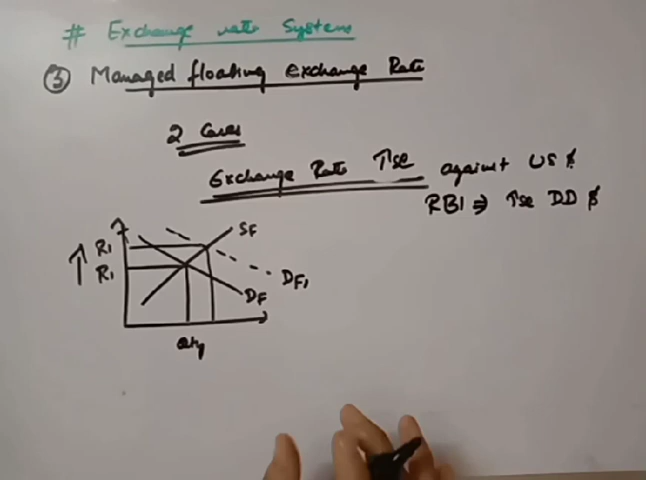 # Exchange rate System
③ Managed floating exchange Rate
2 Cases
Exchange Rate ↑se against US $
RBI ⇒ ↑se DD $
SF
↑ R1
R1
DF1
DF
Qty